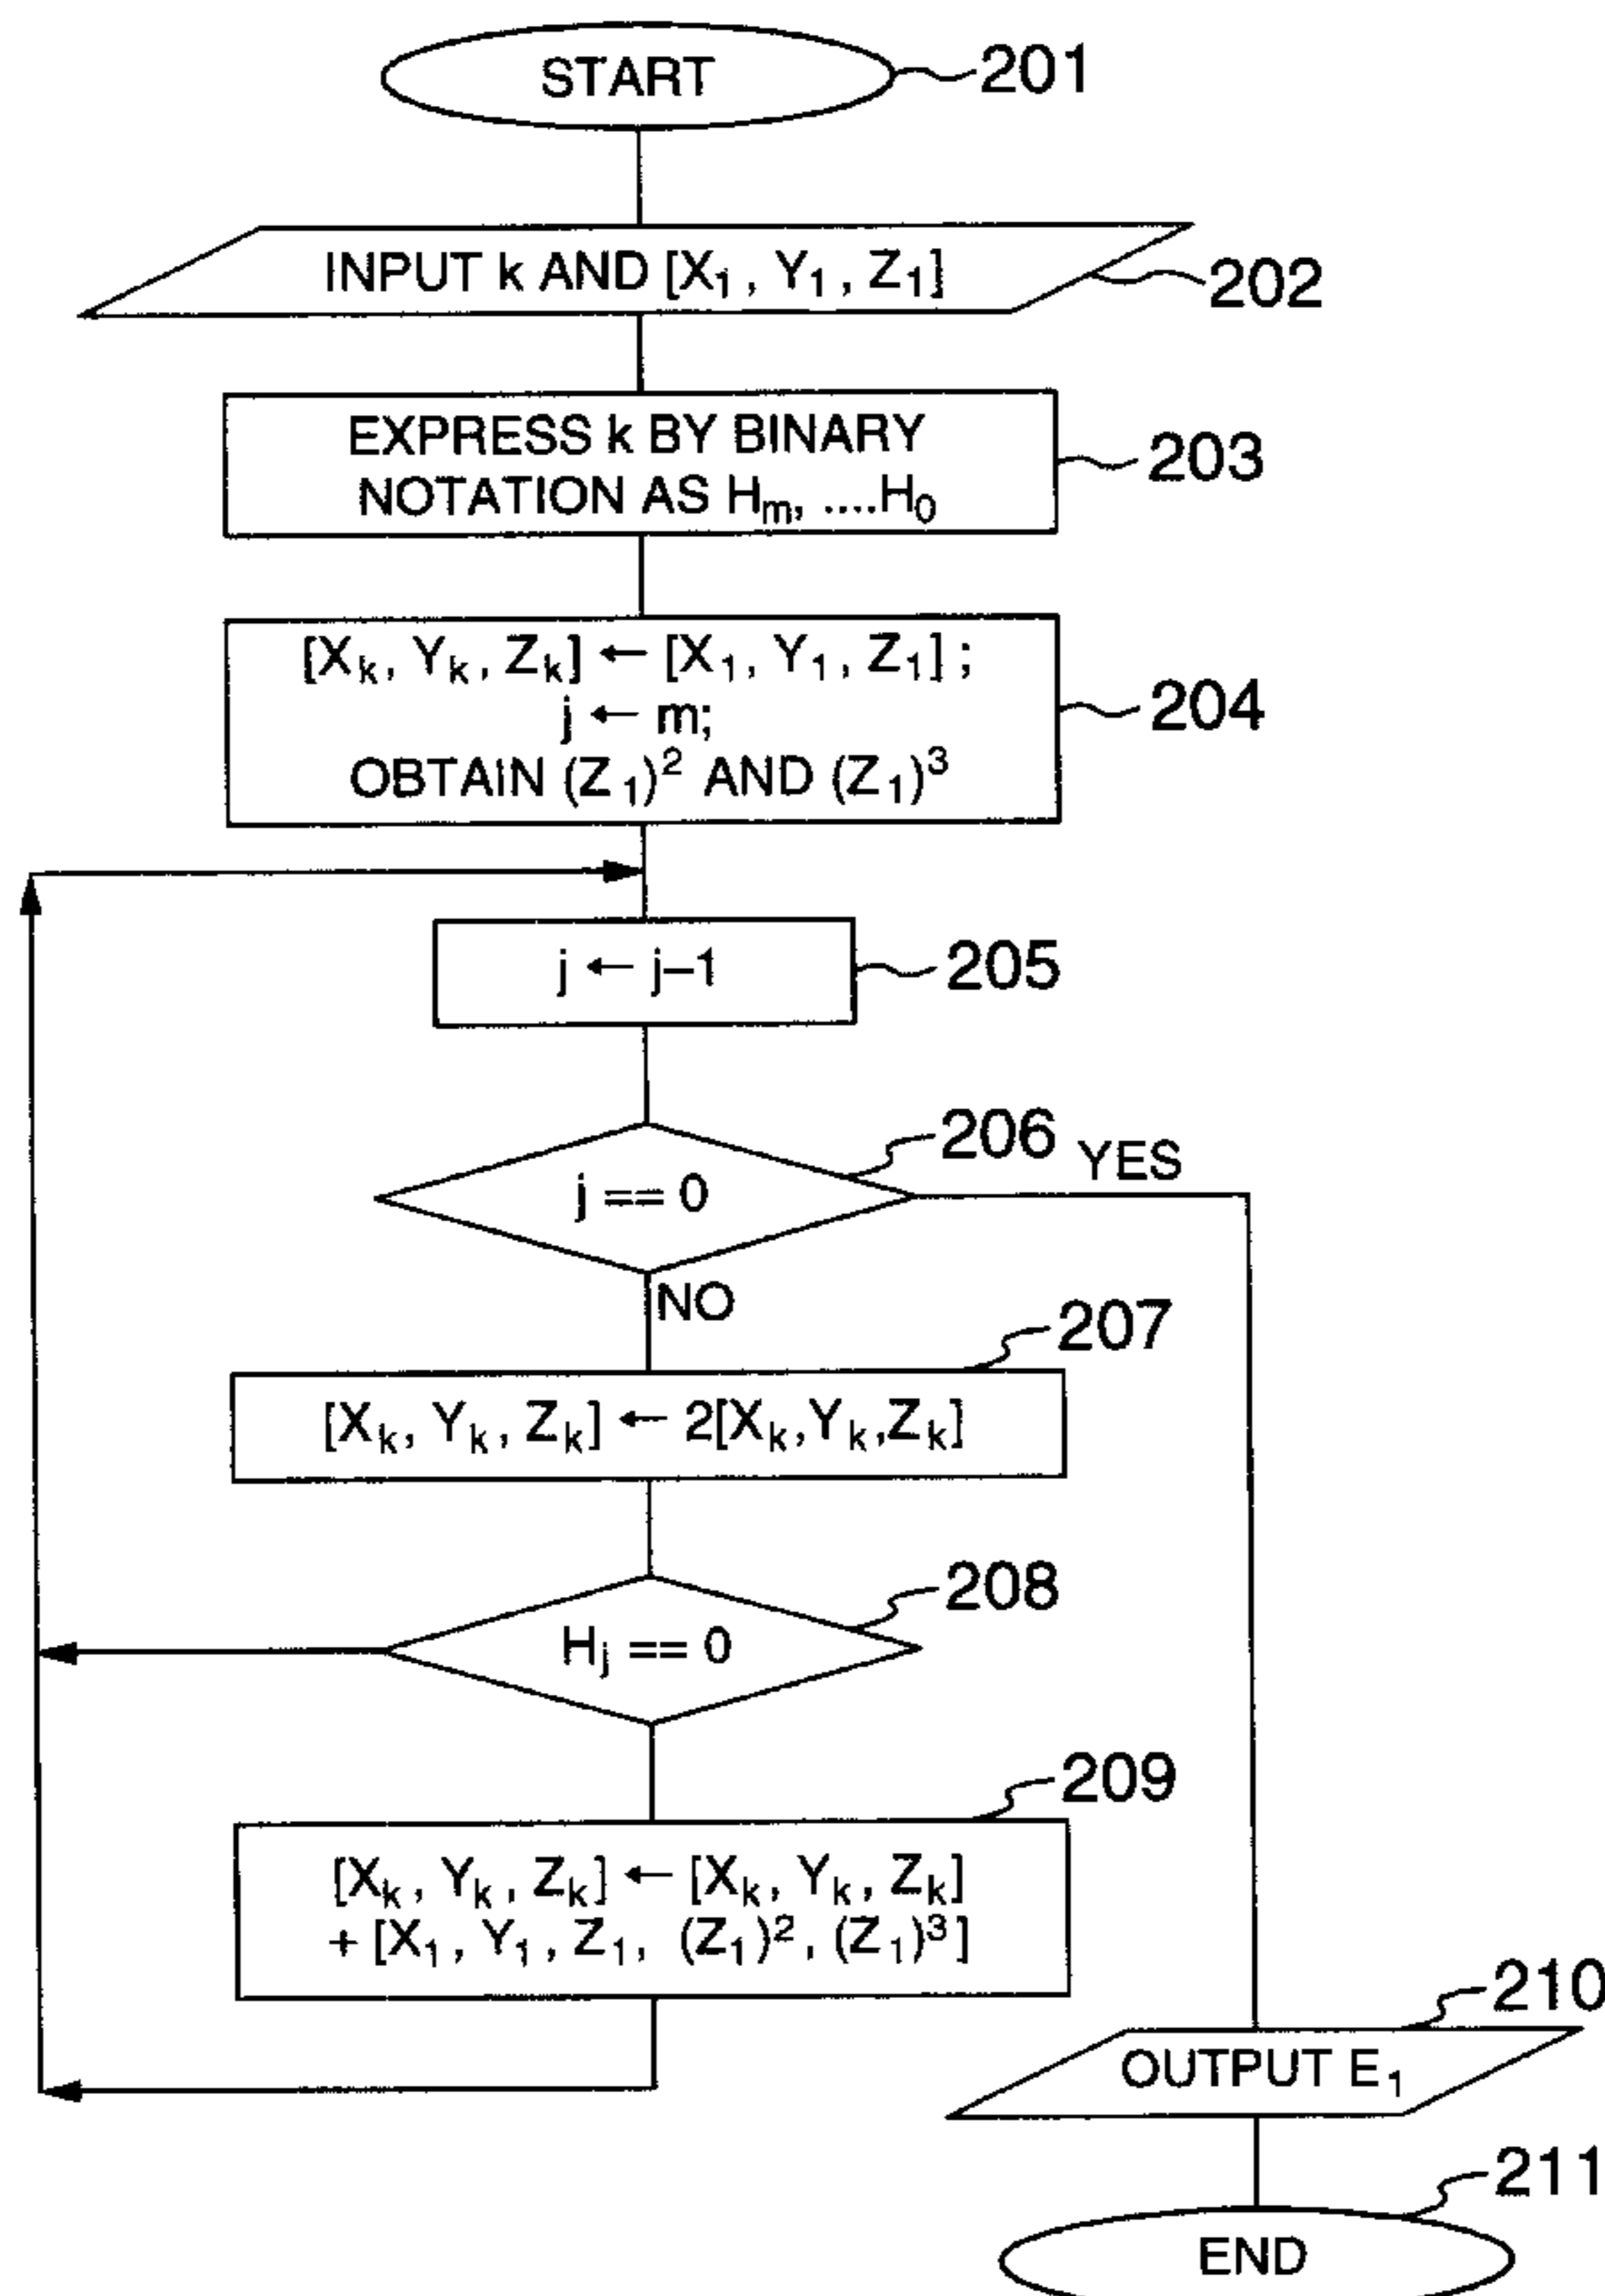 START
201
INPUT k AND [X₁, Y₁, Z₁]
202
EXPRESS k BY BINARY
NOTATION AS Hₘ, ....H₀
203
[Xₖ, Yₖ, Zₖ] ← [X₁, Y₁, Z₁] ;
j ← m;
OBTAIN (Z₁)² AND (Z₁)³
204
j ← j–1
205
206
YES
j == 0
NO
207
[Xₖ, Yₖ, Zₖ] ← 2[Xₖ,Yₖ,Zₖ]
208
Hⱼ == 0
209
[Xₖ, Yₖ, Zₖ] ← [Xₖ, Yₖ, Zₖ]
+ [X₁, Y₁, Z₁, (Z₁)², (Z₁)³]
210
OUTPUT E₁
211
END